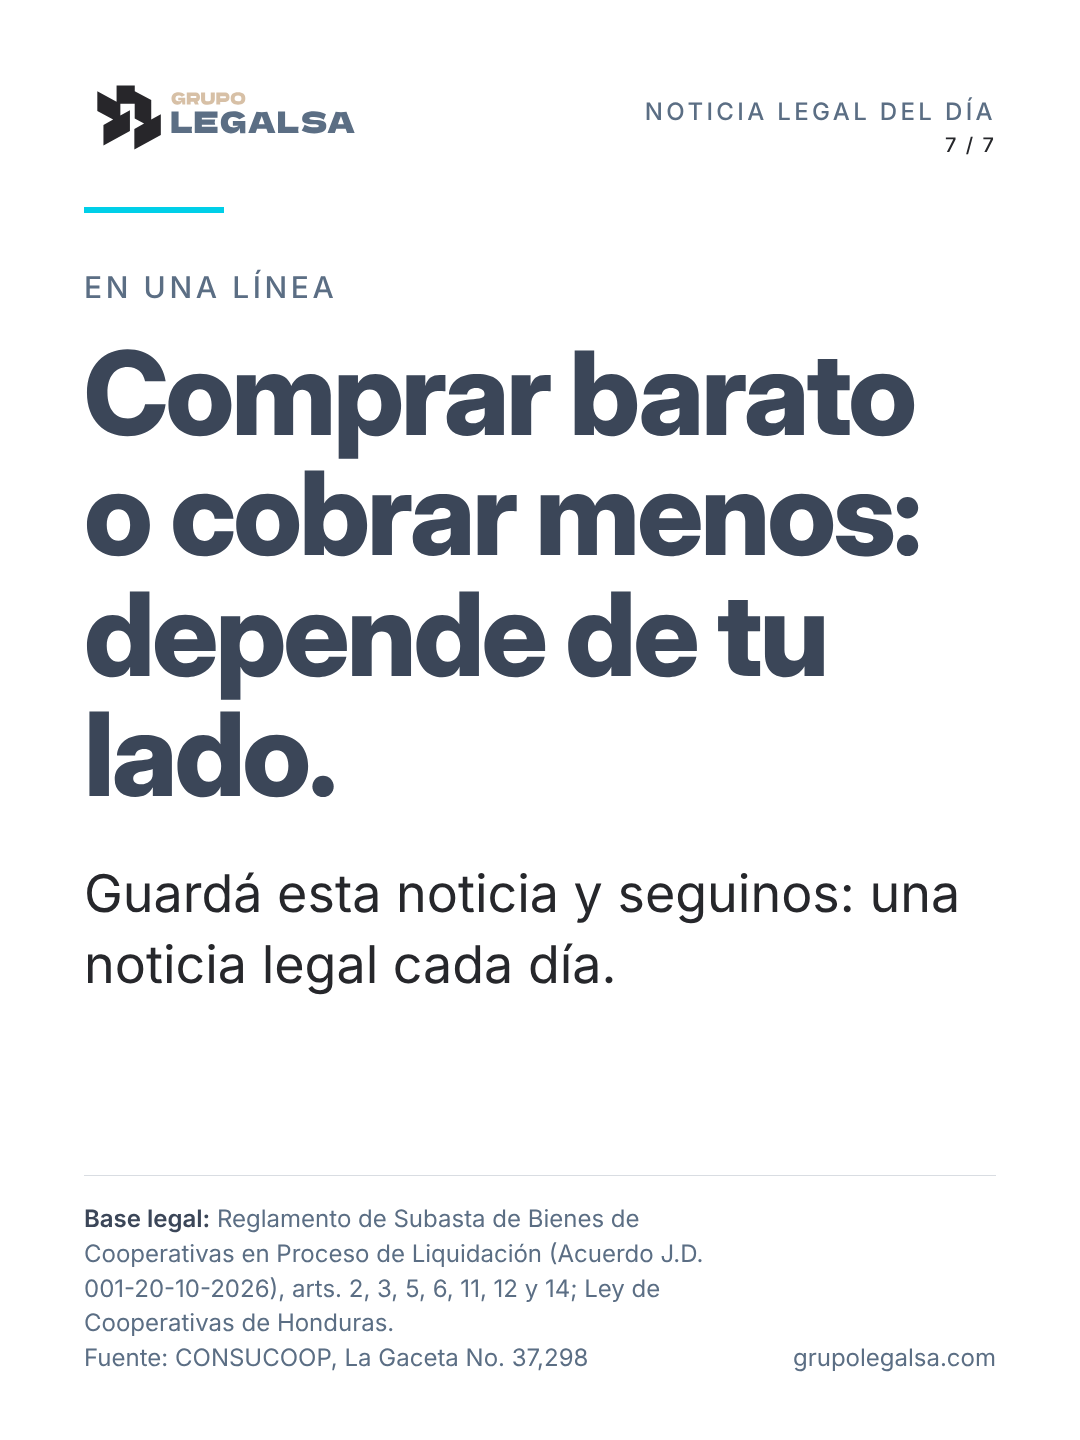 GRUPO
LEGALSA
NOTICIA LEGAL DEL DÍA
7 / 7
EN UNA LÍNEA
Comprar barato
o cobrar menos:
depende de tu
lado.
Guardá esta noticia y seguinos: una
noticia legal cada día.
Base legal: Reglamento de Subasta de Bienes de
Cooperativas en Proceso de Liquidación (Acuerdo J.D.
001-20-10-2026), arts. 2, 3, 5, 6, 11, 12 y 14; Ley de
Cooperativas de Honduras.
Fuente: CONSUCOOP, La Gaceta No. 37,298
grupolegalsa.com